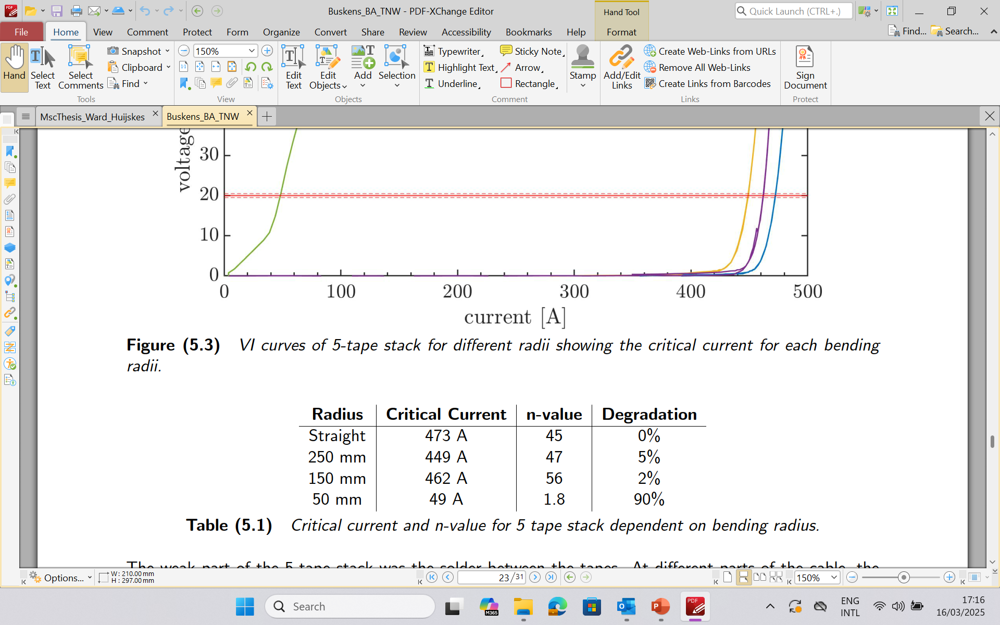 Buskens_BA_TNW - PDF-XChange Editor
Hand Tool
Quick Launch (CTRL+.)
File Home View Comment Protect Form Organize Convert Share Review Accessibility Bookmarks Help Format
Find... Search...
Hand
Select Text
Select Comments
Snapshot
Clipboard
Find
Tools
150%
View
Edit Text
Edit Objects
Add
Selection
Objects
Typewriter
Highlight Text
Underline
Sticky Note
Arrow
Rectangle
Stamp
Comment
Add/Edit Links
Create Web-Links from URLs
Remove All Web-Links
Create Links from Barcodes
Links
Sign Document
Protect
MscThesis_Ward_Huijskes
Buskens_BA_TNW
voltage
30
20
10
0
0 100 200 300 400 500
current [A]
Figure (5.3) VI curves of 5-tape stack for different radii showing the critical current for each bending
radii.
Radius Critical Current n-value Degradation
Straight 473 A 45 0%
250 mm 449 A 47 5%
150 mm 462 A 56 2%
50 mm 49 A 1.8 90%
Table (5.1) Critical current and n-value for 5 tape stack dependent on bending radius.
The weak part of the 5 tape stack was the solder between the tapes. At different parts of the cable, the
Options...
W: 210.00 mm
H: 297.00 mm
23 / 31
150%
Search
M365
PDF
ENG
INTL
17:16
16/03/2025